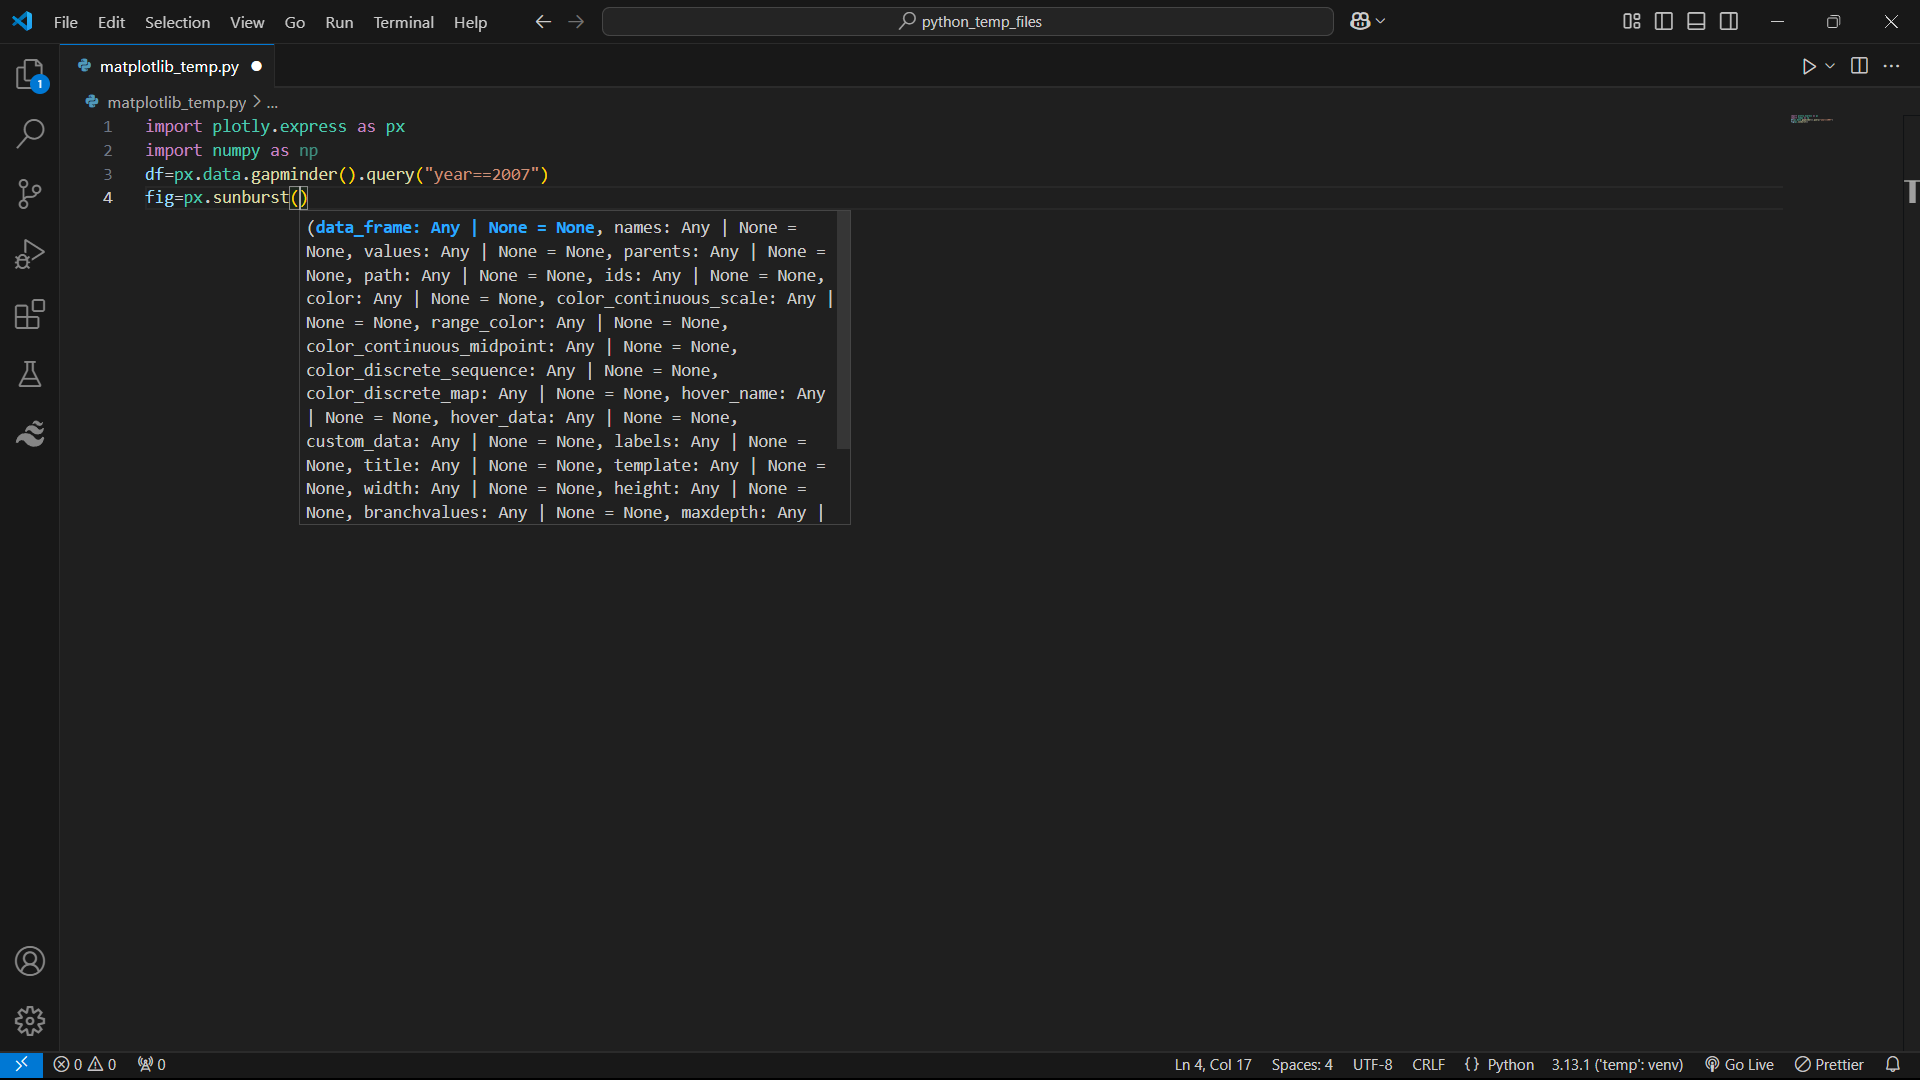 File Edit Selection View Go Run Terminal Help
python_temp_files
1
matplotlib_temp.py
matplotlib_temp.py > ...
1 import plotly.express as px
2 import numpy as np
3 df=px.data.gapminder().query("year==2007")
4 fig=px.sunburst()
(data_frame: Any | None = None, names: Any | None =
None, values: Any | None = None, parents: Any | None =
None, path: Any | None = None, ids: Any | None = None,
color: Any | None = None, color_continuous_scale: Any |
None = None, range_color: Any | None = None,
color_continuous_midpoint: Any | None = None,
color_discrete_sequence: Any | None = None,
color_discrete_map: Any | None = None, hover_name: Any
| None = None, hover_data: Any | None = None,
custom_data: Any | None = None, labels: Any | None =
None, title: Any | None = None, template: Any | None =
None, width: Any | None = None, height: Any | None =
None, branchvalues: Any | None = None, maxdepth: Any |
0 0 0 Ln 4, Col 17 Spaces: 4 UTF-8 CRLF {} Python 3.13.1 ('temp': venv) Go Live Prettier